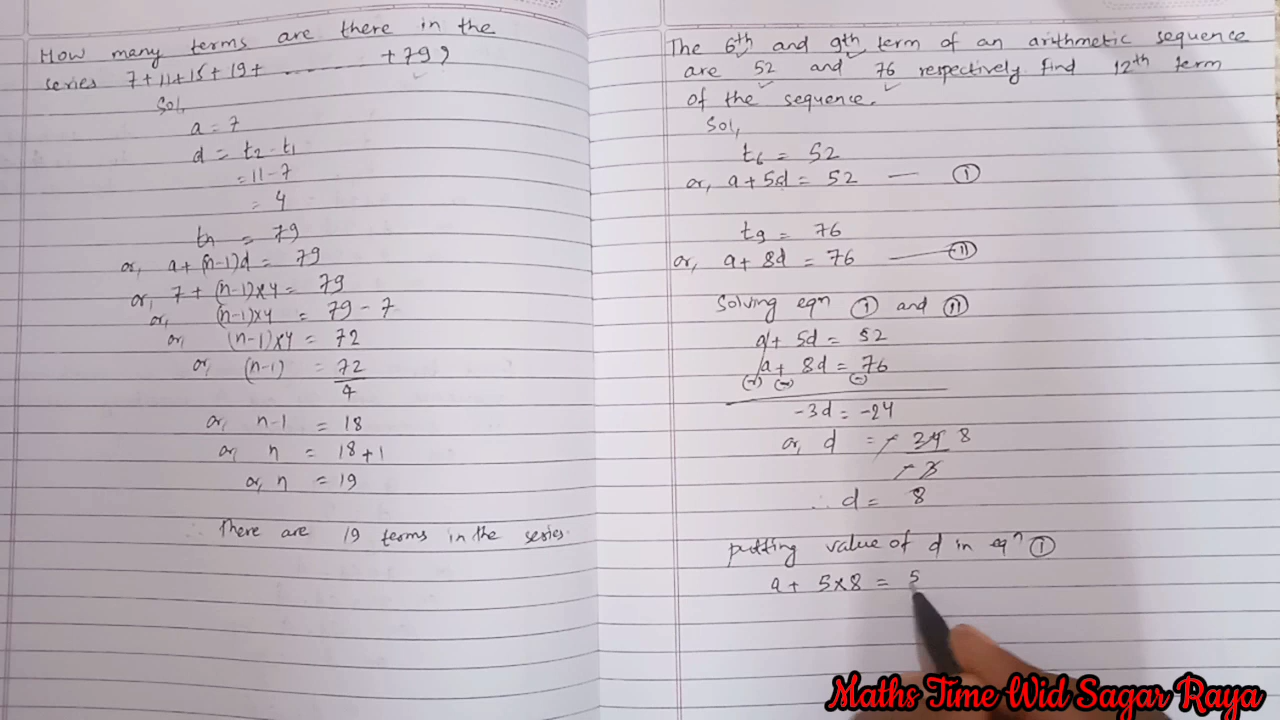 How many terms are there in the
series 7+11+15+19+ ........... +79?
Sol,
a = 7
d = t2 - t1
= 11-7
= 4
tn = 79
or, a+(n-1)d = 79
or, 7 + (n-1)×4 = 79
or, (n-1)×4 = 79 - 7
or, (n-1)×4 = 72
or, (n-1) = 72
4
or, n-1 = 18
or, n = 18+1
or, n = 19
∴ There are 19 terms in the series.
The 6th and 9th term of an arithmetic sequence
are 52 and 76 respectively find 12th term
of the sequence.
Sol,
t6 = 52
or, a+5d = 52 — (I)
t9 = 76
or, a+ 8d = 76 — (II)
Solving eqn (I) and (II)
a+ 5d = 52
a+ 8d = 76
(-) (-) (-)
-3d = -24
or, d = -24 8
-3
∴ d = 8
putting value of d in eqn (I)
a+ 5×8 = 5
Maths Time Wid Sagar Raya